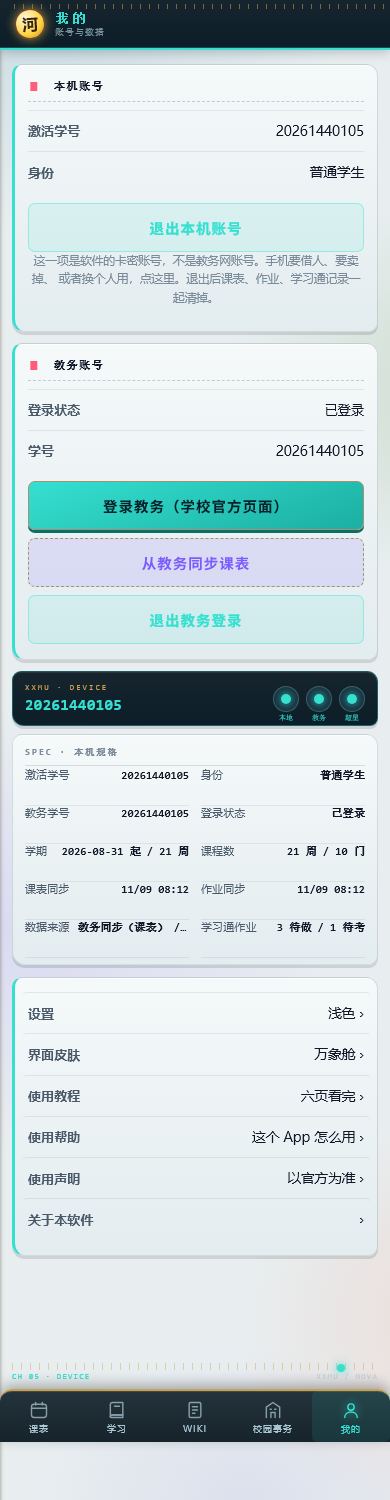 河
我的
账号与数据
本机账号
激活学号 20261440105
身份 普通学生
退出本机账号
这一项是软件的卡密账号，不是教务网账号。手机要借人、要卖
掉、 或者换个人用，点这里。退出后课表、作业、学习通记录一
起清掉。
教务账号
登录状态 已登录
学号 20261440105
登录教务（学校官方页面）
从教务同步课表
退出教务登录
XXMU · DEVICE
20261440105
本地 教务 超星
SPEC · 本机规格
激活学号 20261440105 身份 普通学生
教务学号 20261440105 登录状态 已登录
学期 2026-08-31 起 / 21 周 课程数 21 周 / 10 门
课表同步 11/09 08:12 作业同步 11/09 08:12
数据来源 教务同步（课表） /… 学习通作业 3 待做 / 1 待考
设置 浅色 ›
界面皮肤 万象舱 ›
使用教程 六页看完 ›
使用帮助 这个 App 怎么用 ›
使用声明 以官方为准 ›
关于本软件 ›
CH 05 · DEVICE XXMU / NOVA
课表 学习 WIKI 校园事务 我的